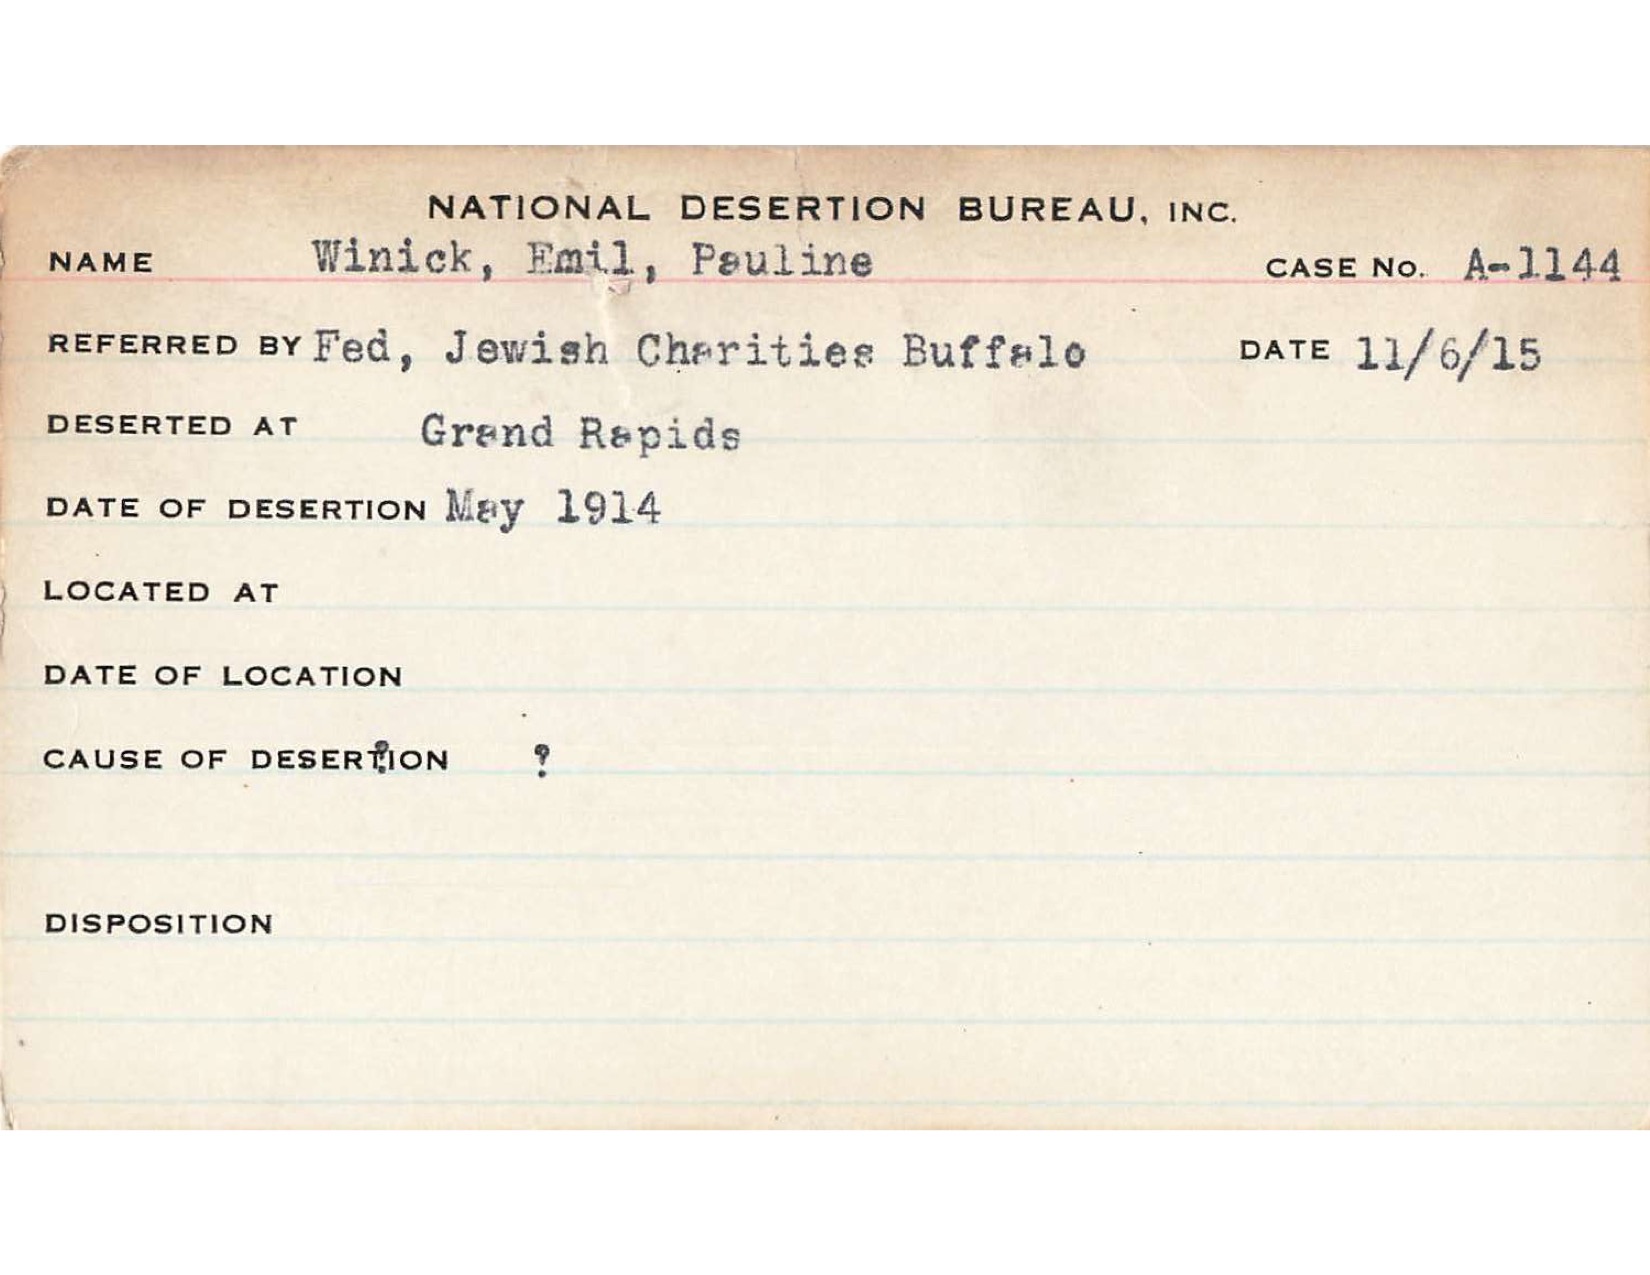 NATIONAL DESERTION BUREAU, INC.
NAME Winick, Emil, Pauline CASE No. A-1144
REFERRED BY Fed, Jewish Charities Buffalo DATE 11/6/15
DESERTED AT Grand Rapids
DATE OF DESERTION May 1914
LOCATED AT
DATE OF LOCATION
CAUSE OF DESERTION ?
DISPOSITION